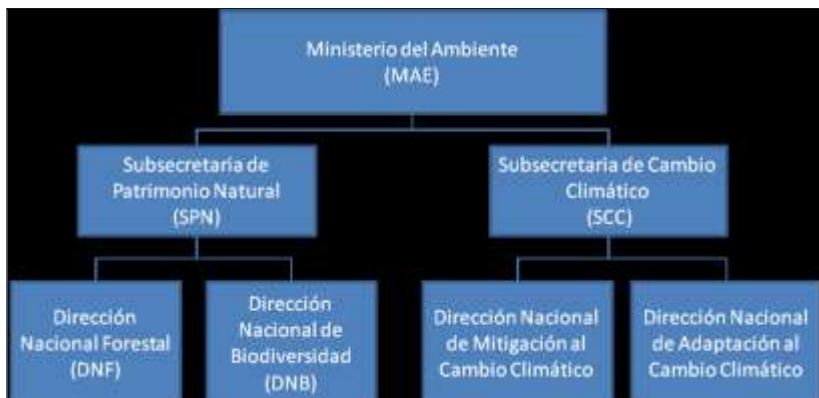 Ministerio del Ambiente
(MAE)
Subsecretaria de
Patrimonio Natural
(SPN)
Subsecretaria de Cambio
Climático
(SCC)
Dirección
Nacional Forestal
(DNF)
Dirección
Nacional de
Biodiversidad
(DNB)
Dirección Nacional
de Mitigación al
Cambio Climático
Dirección Nacional
de Adaptación al
Cambio Climático